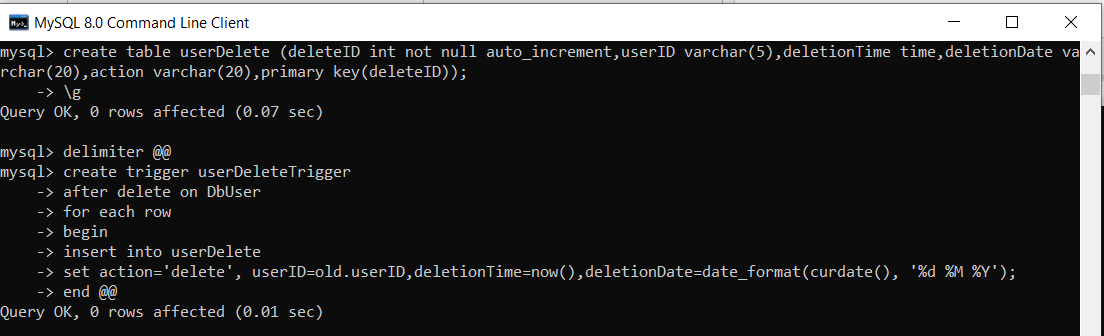 MySQL 8.0 Command Line Client
mysql> create table userDelete (deleteID int not null auto_increment,userID varchar(5),deletionTime time,deletionDate va
rchar(20),action varchar(20),primary key(deleteID));
    -> \g
Query OK, 0 rows affected (0.07 sec)

mysql> delimiter @@
mysql> create trigger userDeleteTrigger
    -> after delete on DbUser
    -> for each row
    -> begin
    -> insert into userDelete
    -> set action='delete', userID=old.userID,deletionTime=now(),deletionDate=date_format(curdate(), '%d %M %Y');
    -> end @@
Query OK, 0 rows affected (0.01 sec)